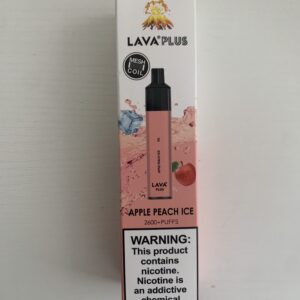 LAVA® PLUS
MESH
COIL
LAVA®
PLUS
APPLE PEACH ICE
2600+PUFFS
WARNING:
This product
contains
nicotine.
Nicotine is
an addictive
chemical